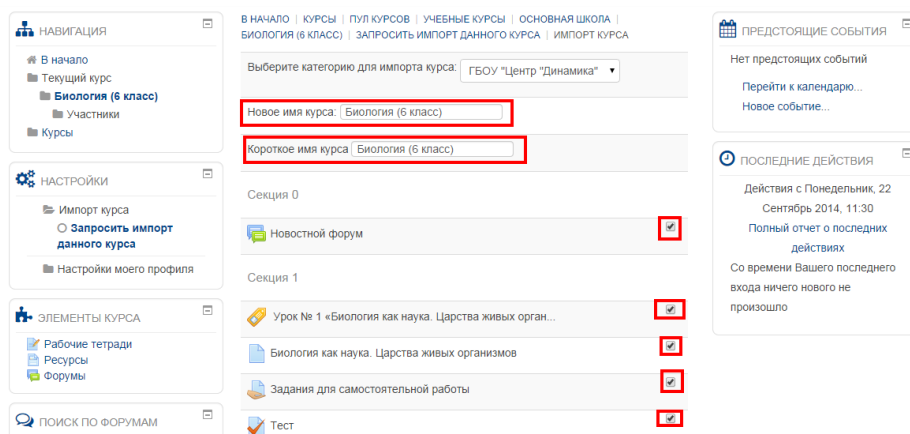 НАВИГАЦИЯ
В начало
Текущий курс
Биология (6 класс)
Участники
Курсы
НАСТРОЙКИ
Импорт курса
Запросить импорт
данного курса
Настройки моего профиля
ЭЛЕМЕНТЫ КУРСА
Рабочие тетради
Ресурсы
Форумы
ПОИСК ПО ФОРУМАМ
В НАЧАЛО | КУРСЫ | ПУЛ КУРСОВ | УЧЕБНЫЕ КУРСЫ | ОСНОВНАЯ ШКОЛА |
БИОЛОГИЯ (6 КЛАСС) | ЗАПРОСИТЬ ИМПОРТ ДАННОГО КУРСА | ИМПОРТ КУРСА
Выберите категорию для импорта курса: ГБОУ "Центр "Динамика"
Новое имя курса: Биология (6 класс)
Короткое имя курса Биология (6 класс)
Секция 0
Новостной форум
Секция 1
Урок № 1 «Биология как наука. Царства живых орган...
Биология как наука. Царства живых организмов
Задания для самостоятельной работы
Тест
ПРЕДСТОЯЩИЕ СОБЫТИЯ
Нет предстоящих событий
Перейти к календарю...
Новое событие...
ПОСЛЕДНИЕ ДЕЙСТВИЯ
Действия с Понедельник, 22
Сентябрь 2014, 11:30
Полный отчет о последних
действиях
Со времени Вашего последнего
входа ничего нового не
произошло